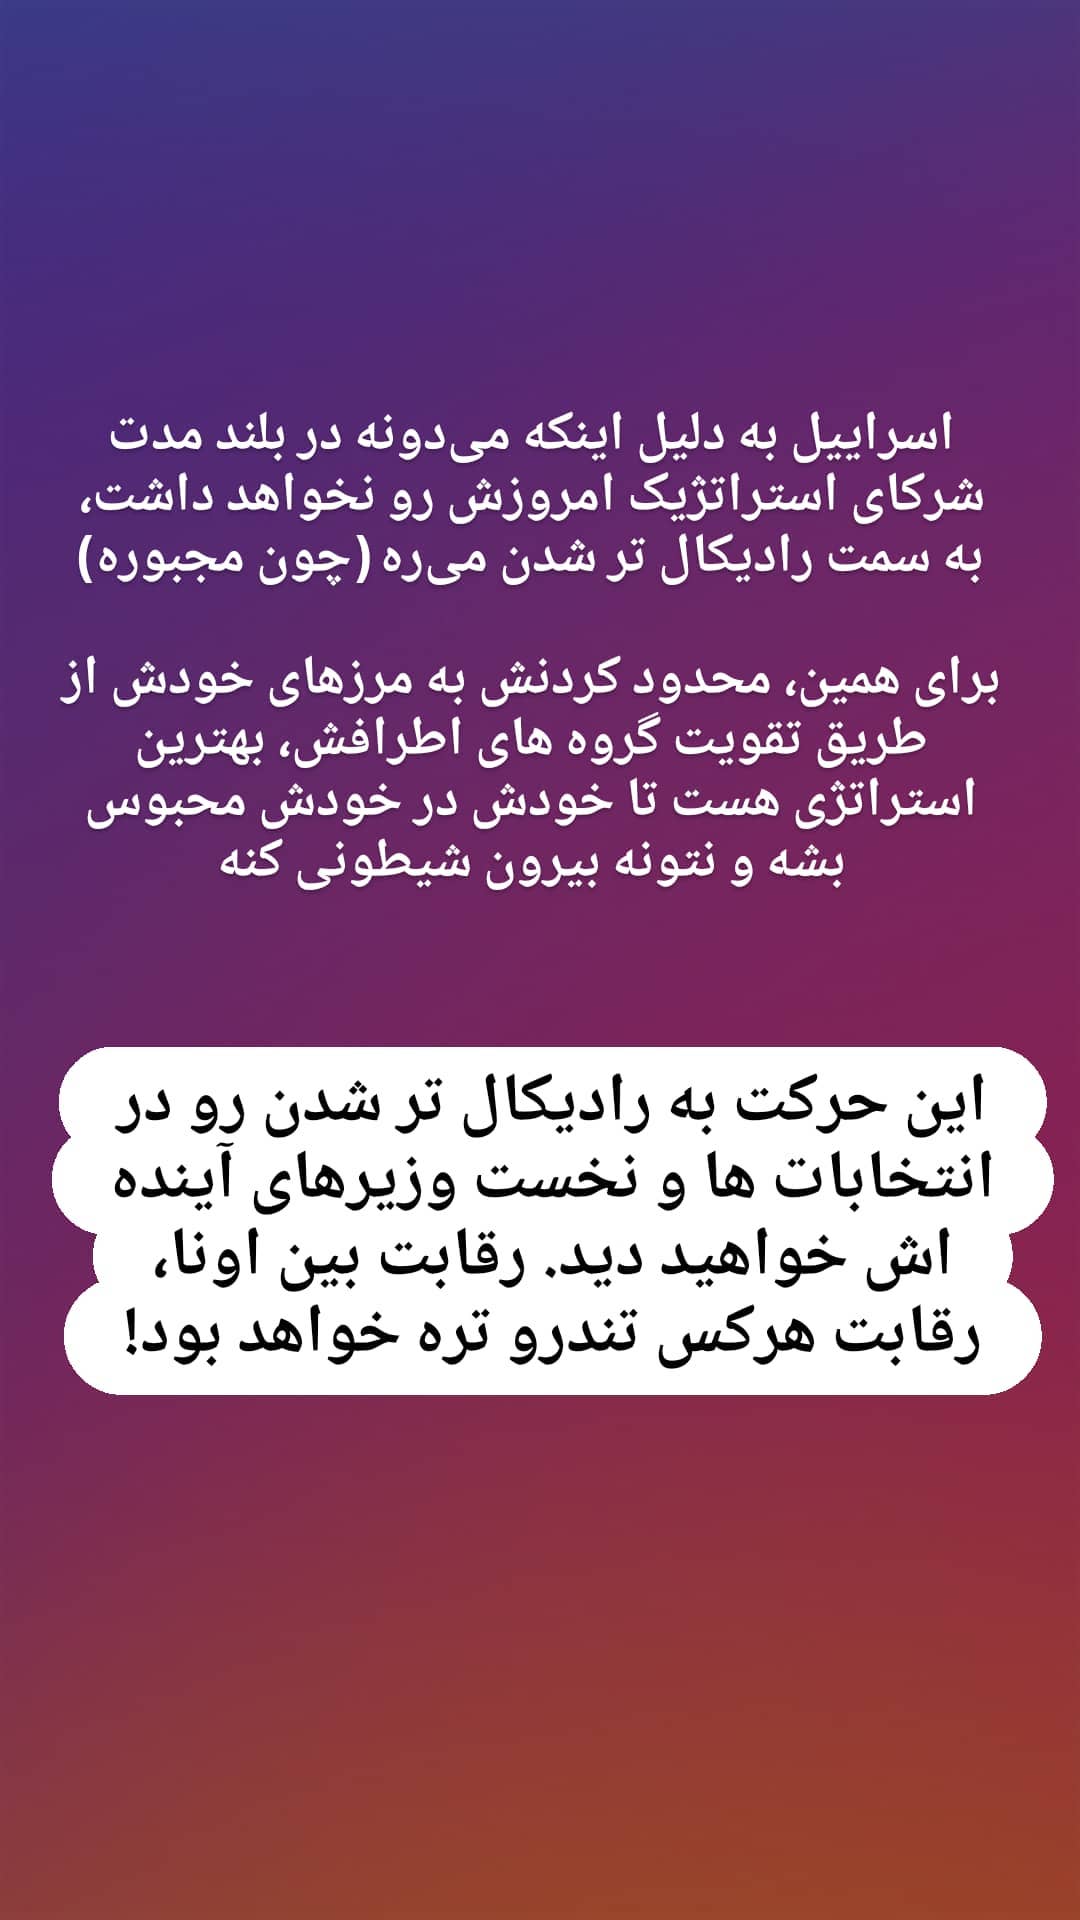 اسراییل به دلیل اینکه می‌دونه در بلند مدت
شرکای استراتژیک امروزش رو نخواهد داشت،
به سمت رادیکال تر شدن می‌ره (چون مجبوره)
برای همین، محدود کردنش به مرزهای خودش از
طریق تقویت گروه های اطرافش، بهترین
استراتژی هست تا خودش در خودش محبوس
بشه و نتونه بیرون شیطونی کنه
این حرکت به رادیکال تر شدن رو در
انتخابات ها و نخست وزیرهای آینده
اش خواهید دید. رقابت بین اونا،
رقابت هرکس تندرو تره خواهد بود!